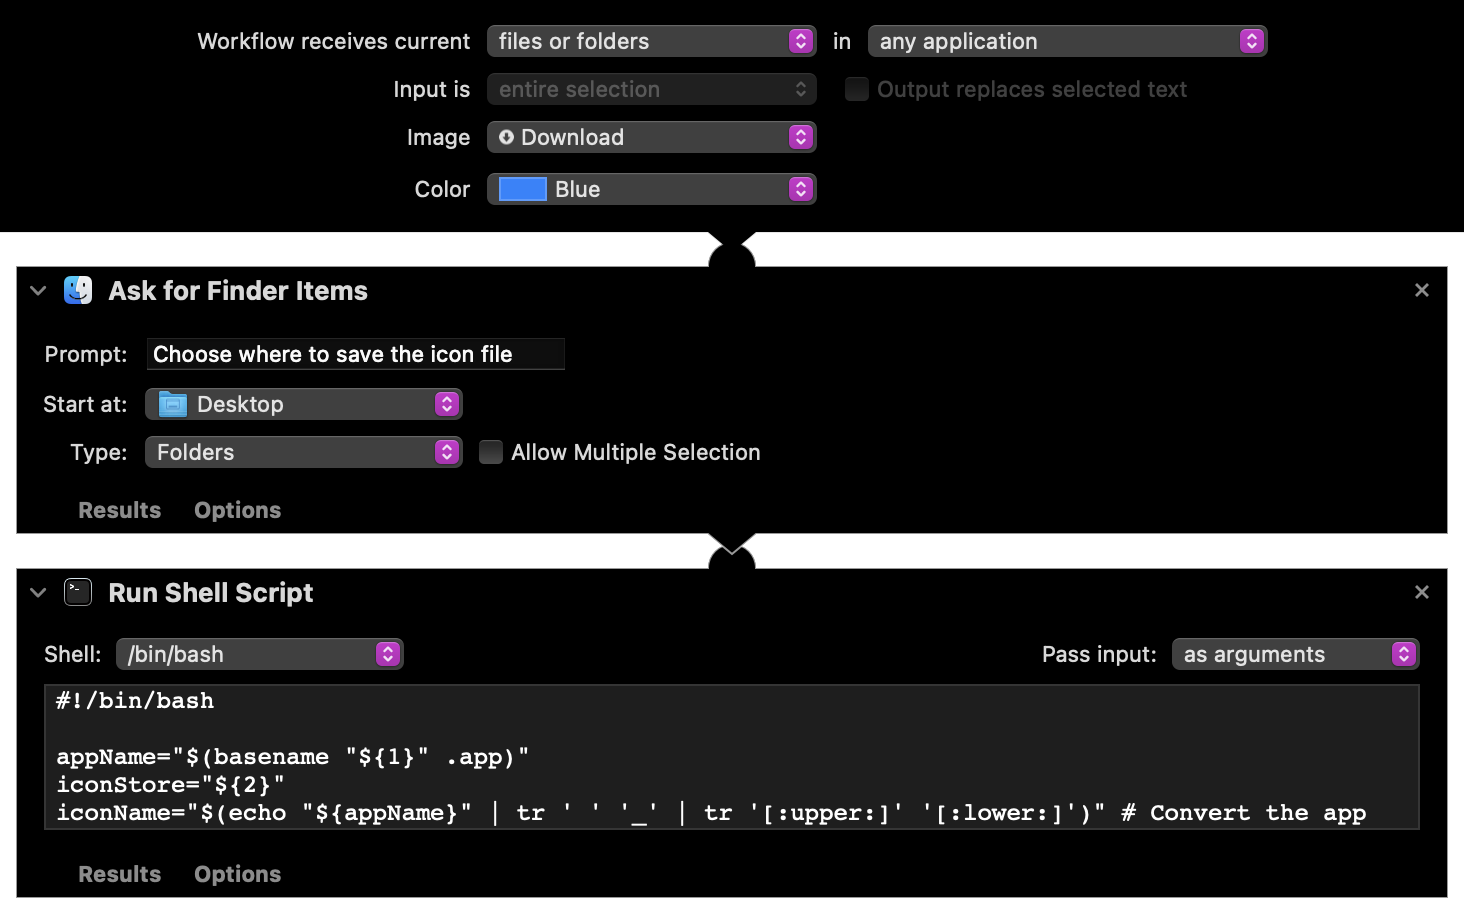 Workflow receives current files or folders in any application
Input is entire selection Output replaces selected text
Image Download
Color Blue
Ask for Finder Items
Prompt: Choose where to save the icon file
Start at: Desktop
Type: Folders Allow Multiple Selection
Results Options
Run Shell Script
Shell: /bin/bash Pass input: as arguments
#!/bin/bash
appName="$(basename "${1}" .app)"
iconStore="${2}"
iconName="$(echo "${appName}" | tr ' ' '_' | tr '[:upper:]' '[:lower:]')" # Convert the app
Results Options